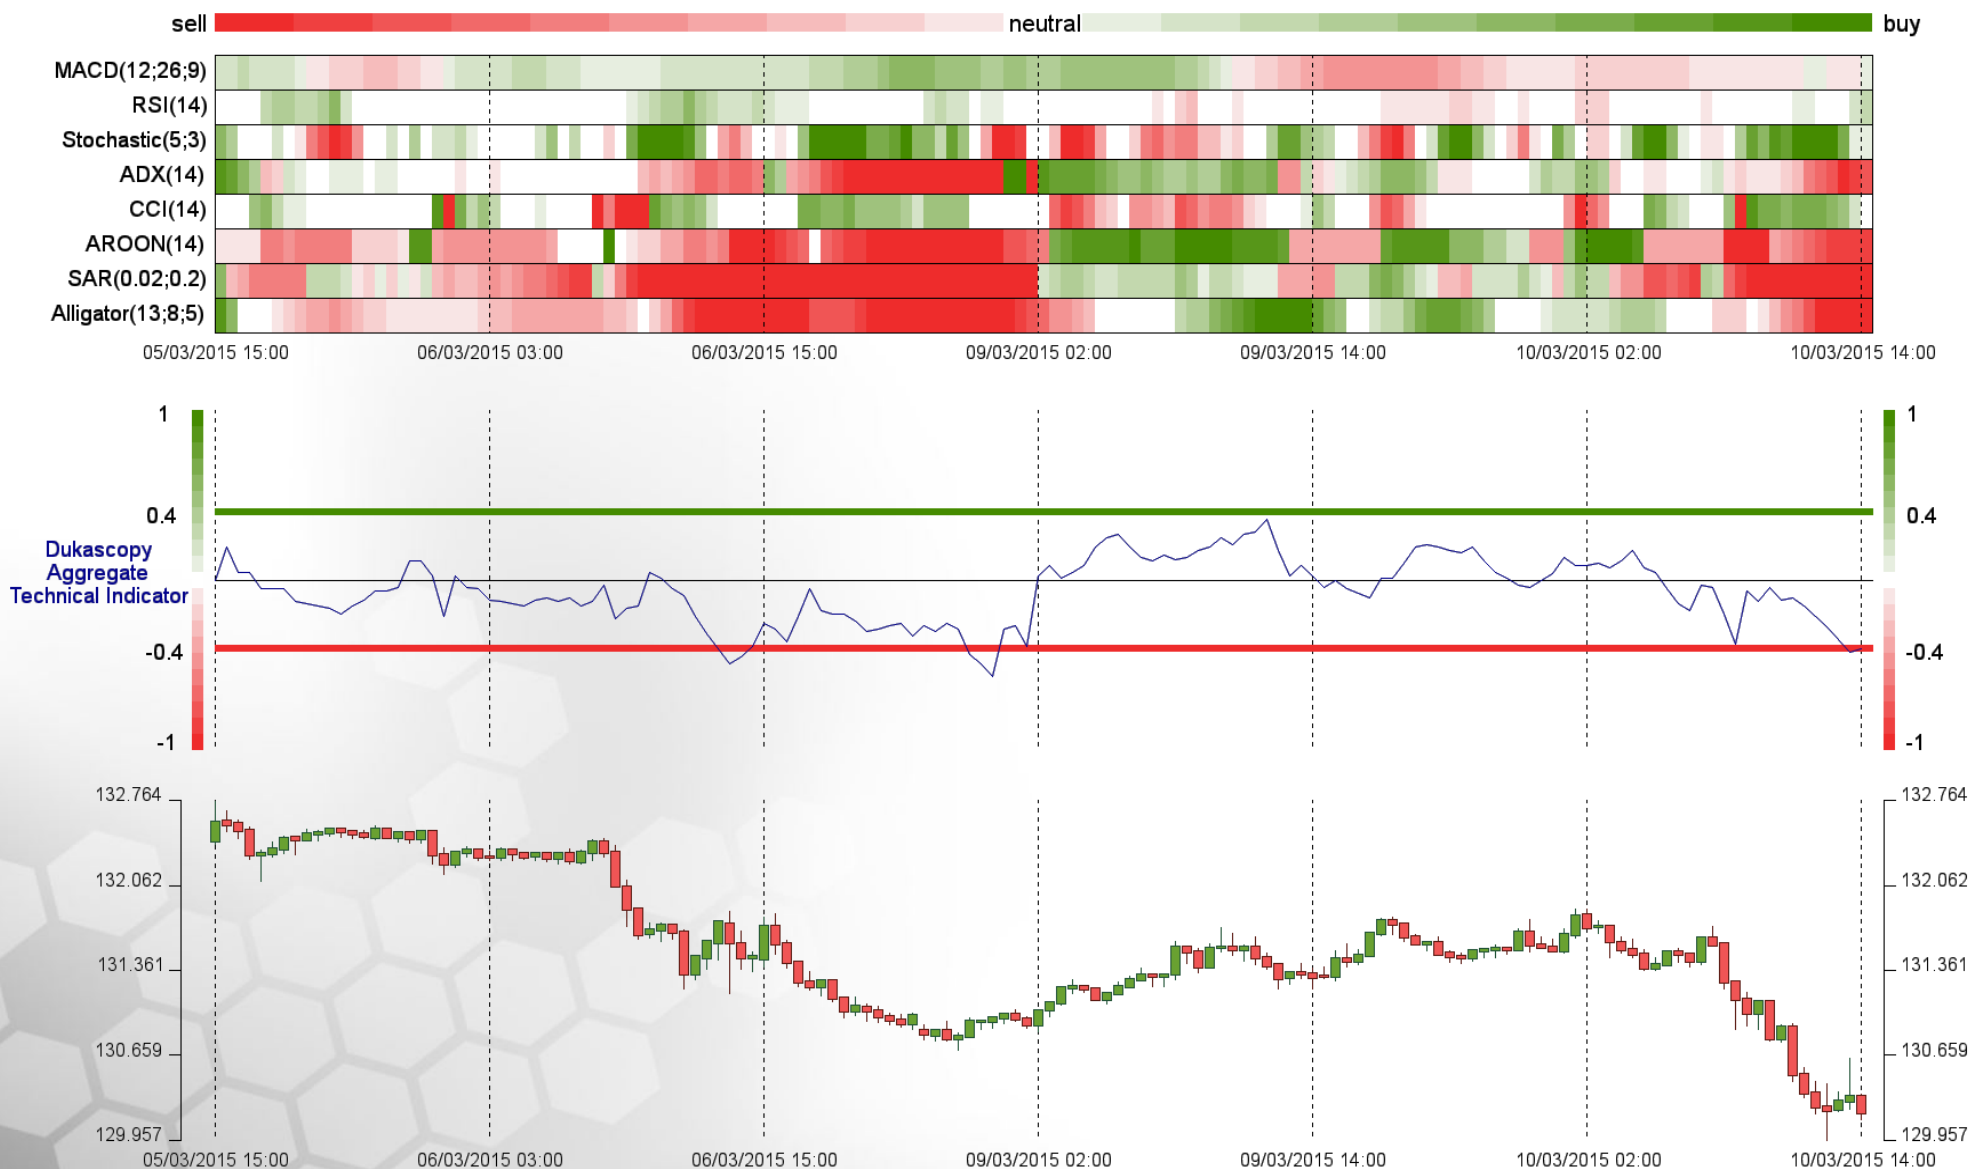 sell neutral buy
MACD(12;26;9)
RSI(14)
Stochastic(5;3)
ADX(14)
CCI(14)
AROON(14)
SAR(0.02;0.2)
Alligator(13;8;5)
05/03/2015 15:00 06/03/2015 03:00 06/03/2015 15:00 09/03/2015 02:00 09/03/2015 14:00 10/03/2015 02:00 10/03/2015 14:00
1 1
0.4 0.4
Dukascopy
Aggregate
Technical Indicator
-0.4 -0.4
-1 -1
132.764 132.764
132.062 132.062
131.361 131.361
130.659 130.659
129.957 129.957
05/03/2015 15:00 06/03/2015 03:00 06/03/2015 15:00 09/03/2015 02:00 09/03/2015 14:00 10/03/2015 02:00 10/03/2015 14:00